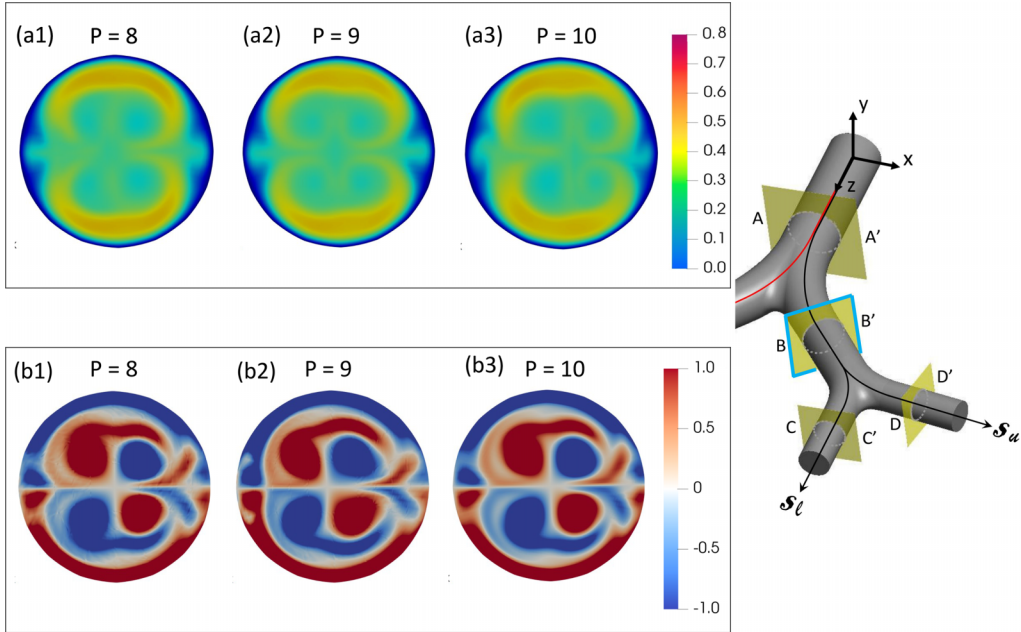 (a1) P = 8
(a2) P = 9
(a3) P = 10
0.8
0.7
0.6
0.5
0.4
0.3
0.2
0.1
0.0
:
:
(b1) P = 8
(b2) P = 9
(b3) P = 10
1.0
0.5
0
-0.5
-1.0
:
y
x
z
A
A′
B′
B
D′
D
C
C′
𝓈u
𝓈ℓ